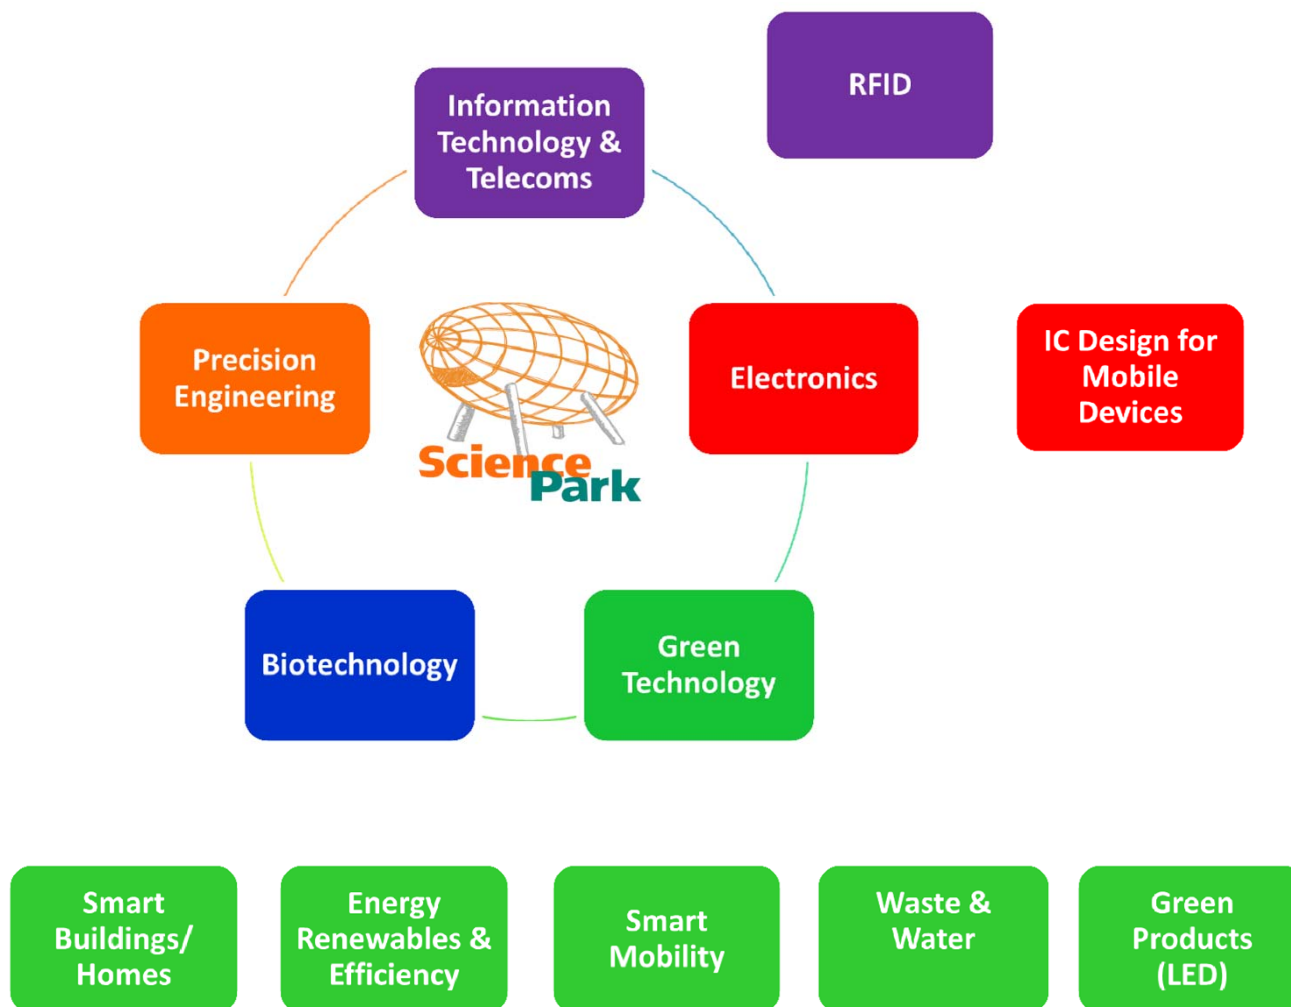 RFID
Information
Technology &
Telecoms
Precision
Engineering
Electronics
IC Design for
Mobile
Devices
Science
Park
Biotechnology
Green
Technology
Smart
Buildings/
Homes
Energy
Renewables &
Efficiency
Smart
Mobility
Waste &
Water
Green
Products
(LED)